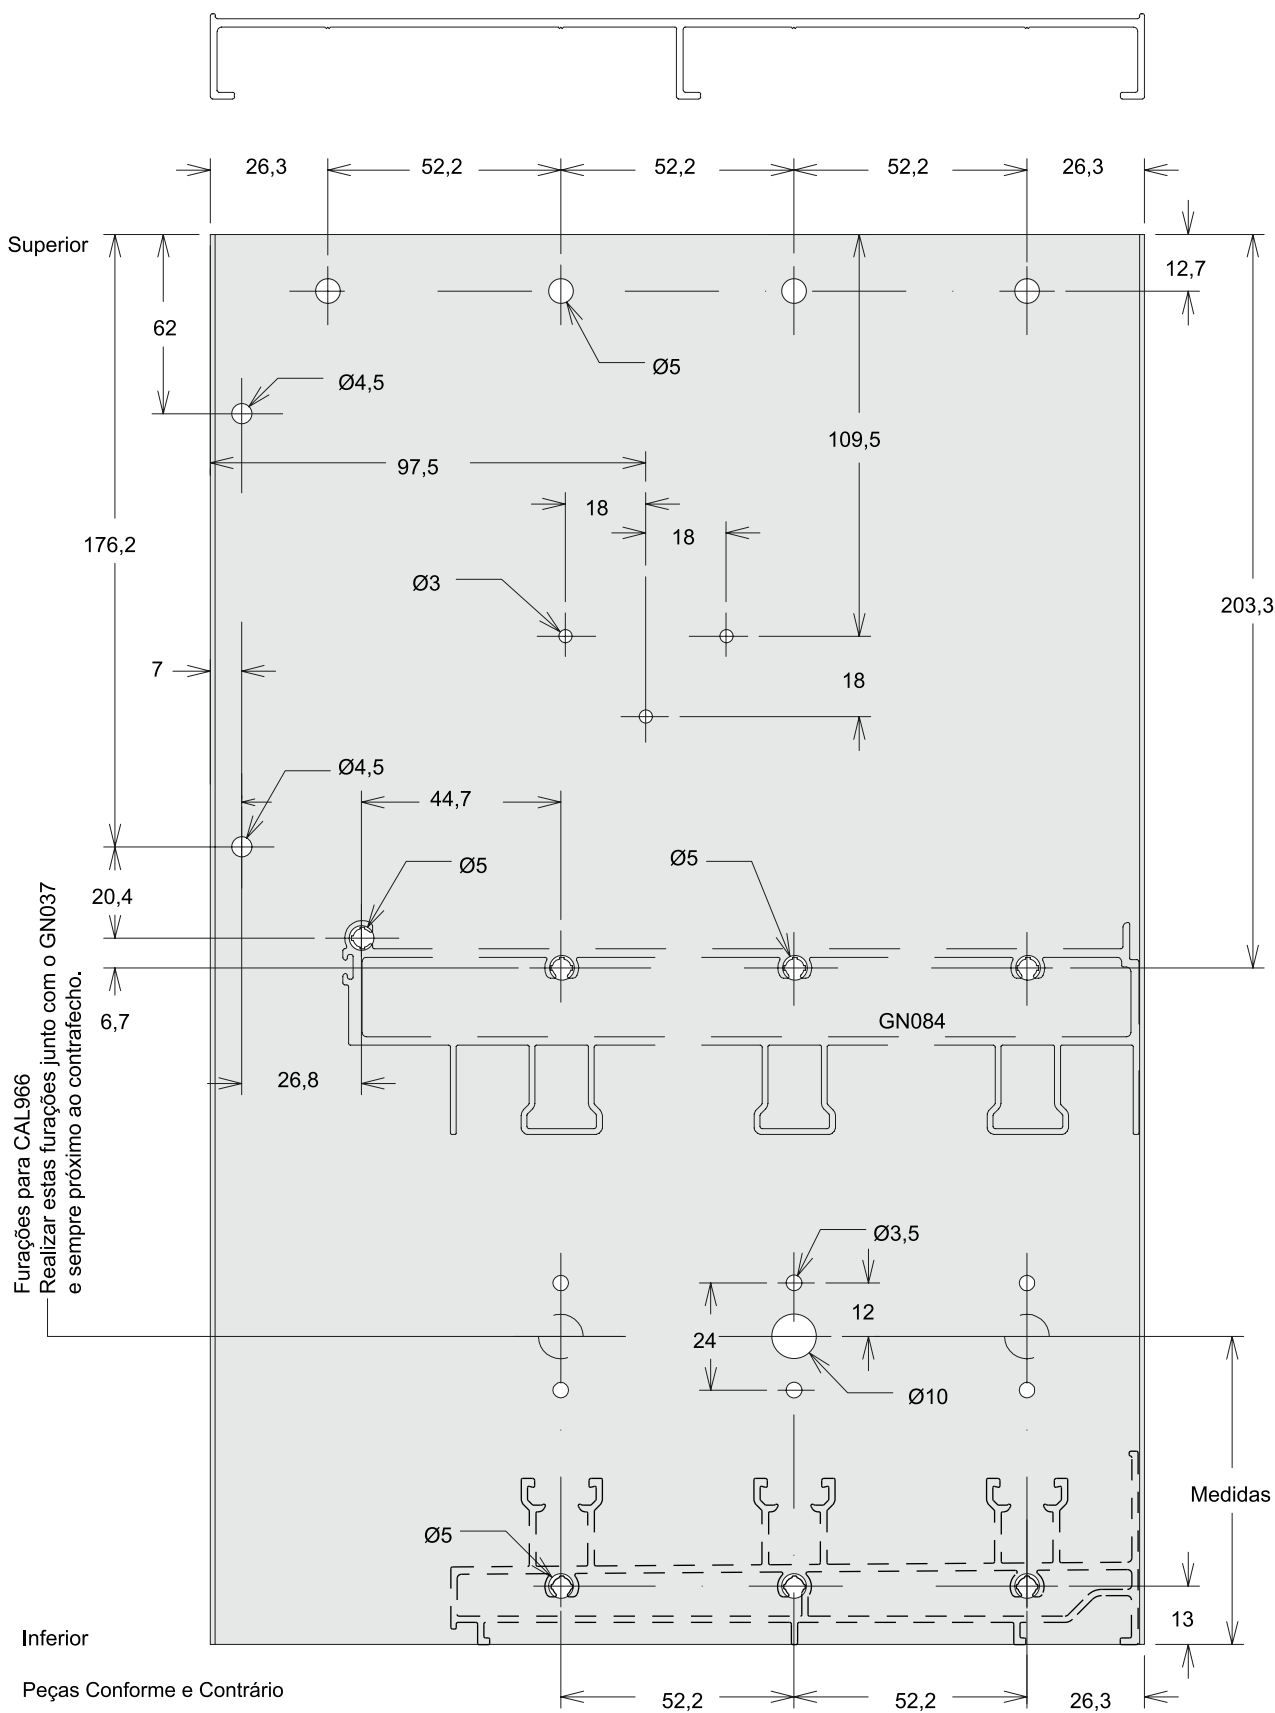 26,3
52,2
52,2
52,2
26,3
Superior
12,7
62
Ø5
Ø4,5
109,5
97,5
18
18
176,2
Ø3
203,3
7
18
Ø4,5
44,7
Ø5
Ø5
20,4
6,7
GN084
26,8
Furações para CAL966
Realizar estas furações junto com o GN037
e sempre próximo ao contrafecho.
Ø3,5
12
24
Ø10
Medidas
Ø5
13
Inferior
Peças Conforme e Contrário
52,2
52,2
26,3